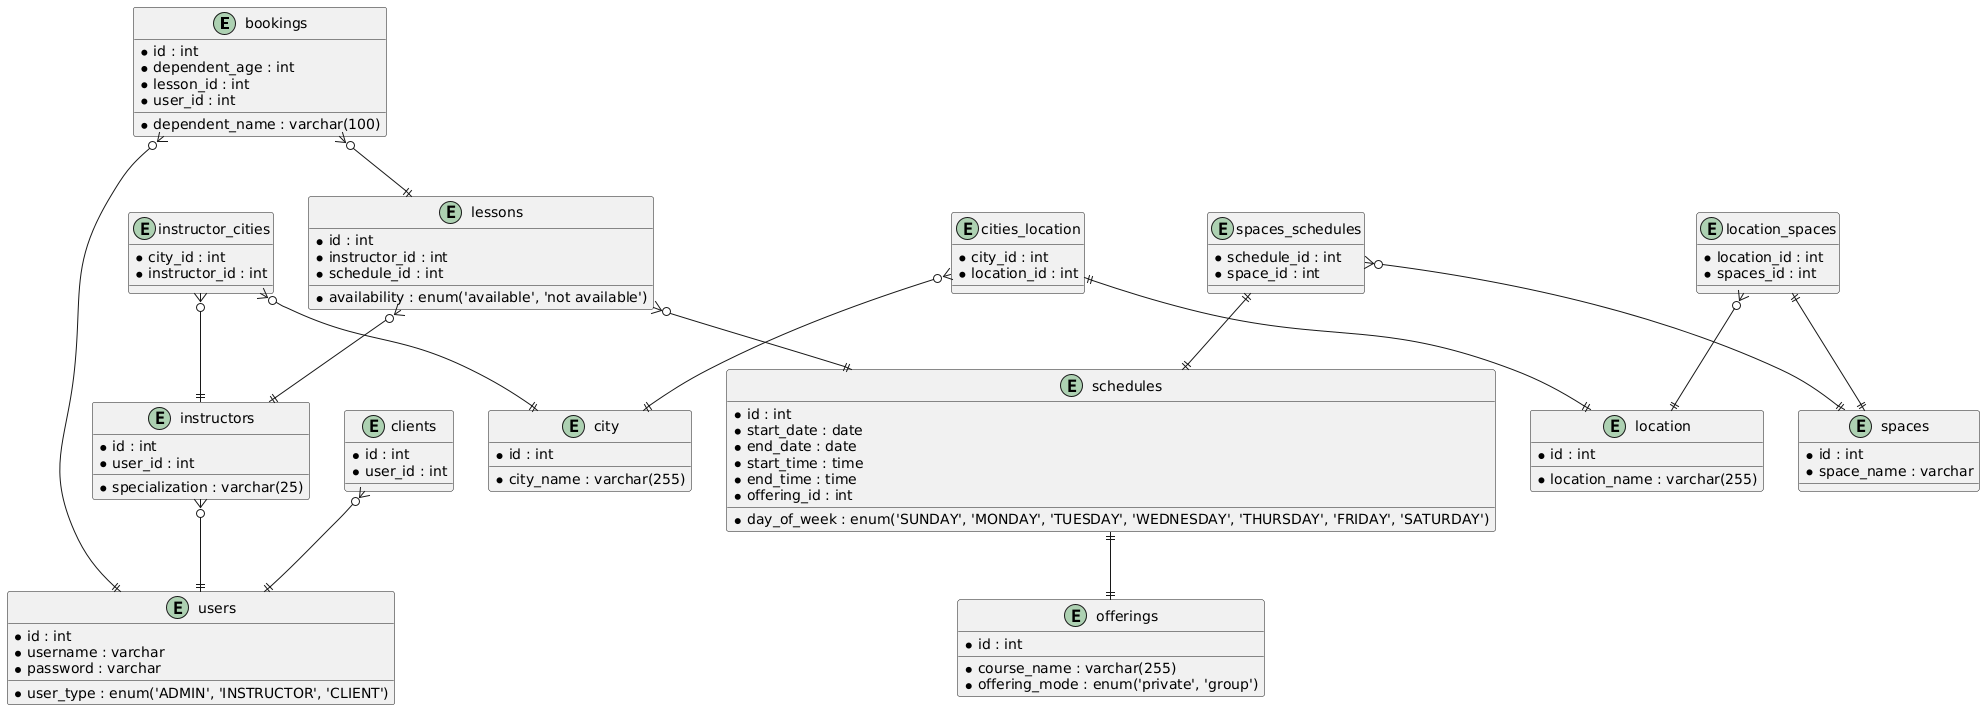 E bookings
* id : int
* dependent_age : int
* lesson_id : int
* user_id : int
* dependent_name : varchar(100)
E instructor_cities
* city_id : int
* instructor_id : int
E lessons
* id : int
* instructor_id : int
* schedule_id : int
* availability : enum('available', 'not available')
E cities_location
* city_id : int
* location_id : int
E spaces_schedules
* schedule_id : int
* space_id : int
E location_spaces
* location_id : int
* spaces_id : int
E instructors
* id : int
* user_id : int
* specialization : varchar(25)
E clients
* id : int
* user_id : int
E city
* id : int
* city_name : varchar(255)
E schedules
* id : int
* start_date : date
* end_date : date
* start_time : time
* end_time : time
* offering_id : int
* day_of_week : enum('SUNDAY', 'MONDAY', 'TUESDAY', 'WEDNESDAY', 'THURSDAY', 'FRIDAY', 'SATURDAY')
E location
* id : int
* location_name : varchar(255)
E spaces
* id : int
* space_name : varchar
E users
* id : int
* username : varchar
* password : varchar
* user_type : enum('ADMIN', 'INSTRUCTOR', 'CLIENT')
E offerings
* id : int
* course_name : varchar(255)
* offering_mode : enum('private', 'group')